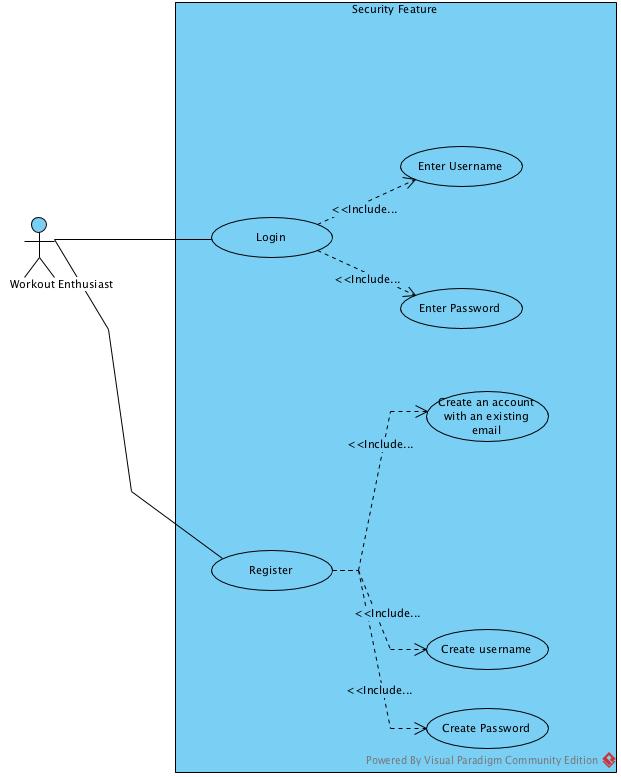 Security Feature
Enter Username
<<Include...
Login
<<Include...
Workout Enthusiast
Enter Password
Create an account
with an existing
email
<<Include...
Register
<<Include...
Create username
<<Include...
Create Password
Powered By Visual Paradigm Community Edition